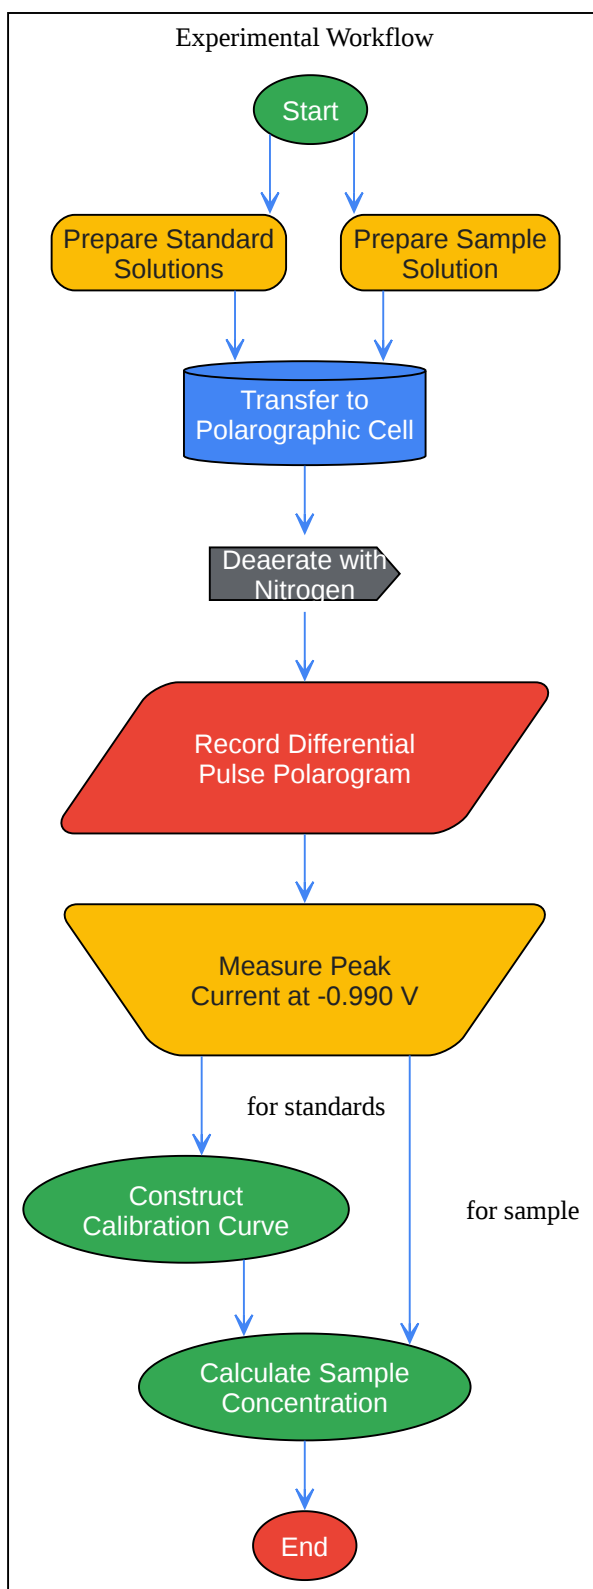 Experimental Workflow
Start
Prepare Standard
Solutions
Prepare Sample
Solution
Transfer to
Polarographic Cell
Deaerate with
Nitrogen
Record Differential
Pulse Polarogram
Measure Peak
Current at -0.990 V
for standards
Construct
Calibration Curve
for sample
Calculate Sample
Concentration
End